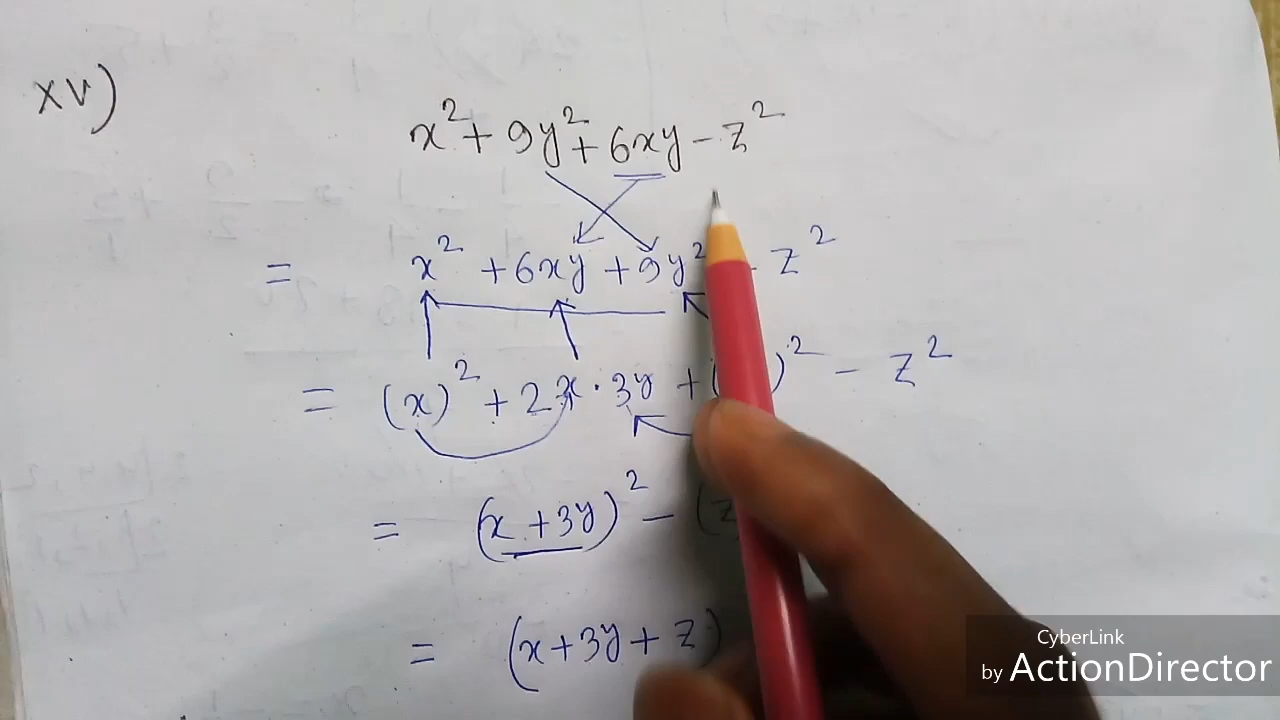 xv)
x² + 9y² + 6xy - z²
= x² + 6xy + 9y² - z²
= (x)² + 2x · 3y + ( )² - z²
= (x + 3y)² - (z
= (x + 3y + z)
CyberLink
by ActionDirector